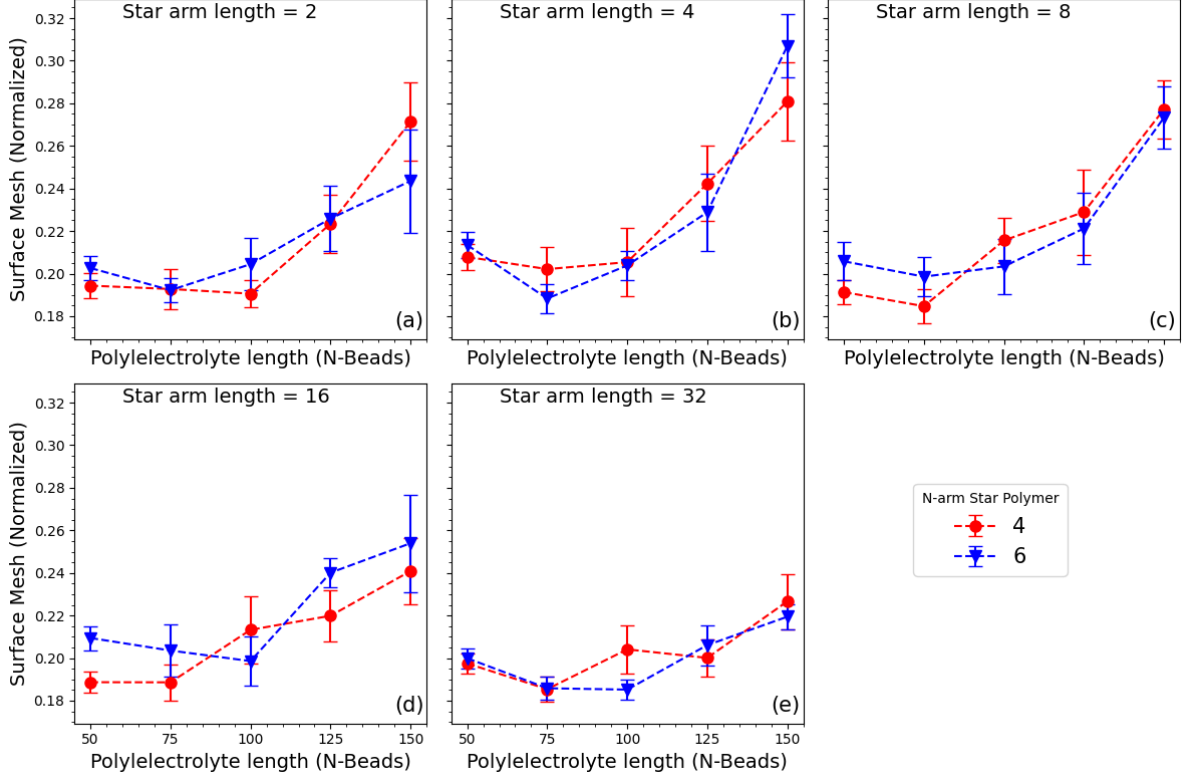 Star arm length = 2
Star arm length = 4
Star arm length = 8
Surface Mesh (Normalized)
0.32
0.30
0.28
0.26
0.24
0.22
0.20
0.18
(a)
(b)
(c)
Polylelectrolyte length (N-Beads)
Polylelectrolyte length (N-Beads)
Polylelectrolyte length (N-Beads)
Star arm length = 16
Star arm length = 32
Surface Mesh (Normalized)
0.32
0.30
0.28
0.26
0.24
0.22
0.20
0.18
(d)
(e)
50 75 100 125 150
50 75 100 125 150
Polylelectrolyte length (N-Beads)
Polylelectrolyte length (N-Beads)
N-arm Star Polymer
4
6